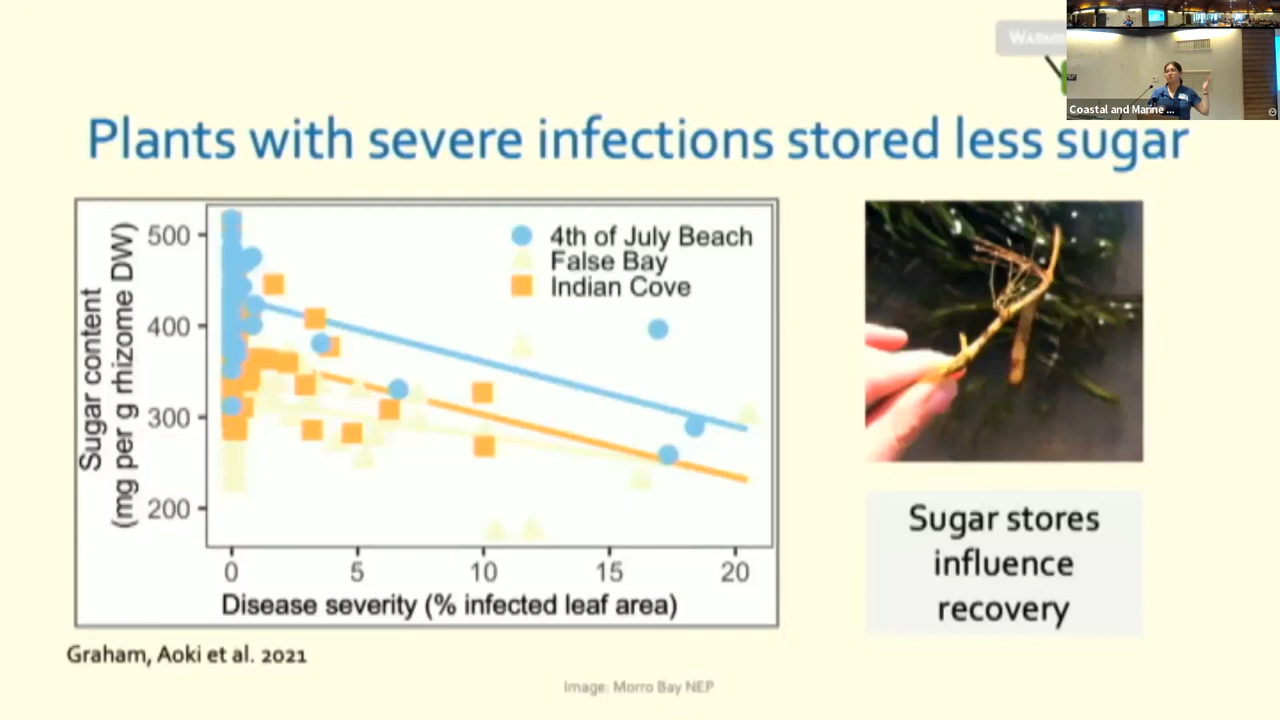 Coastal and Marine ...
Plants with severe infections stored less sugar
Sugar content
(mg per g rhizome DW)
500
400
300
200
4th of July Beach
False Bay
Indian Cove
0 5 10 15 20
Disease severity (% infected leaf area)
Sugar stores
influence
recovery
Graham, Aoki et al. 2021
Image: Morro Bay NEP